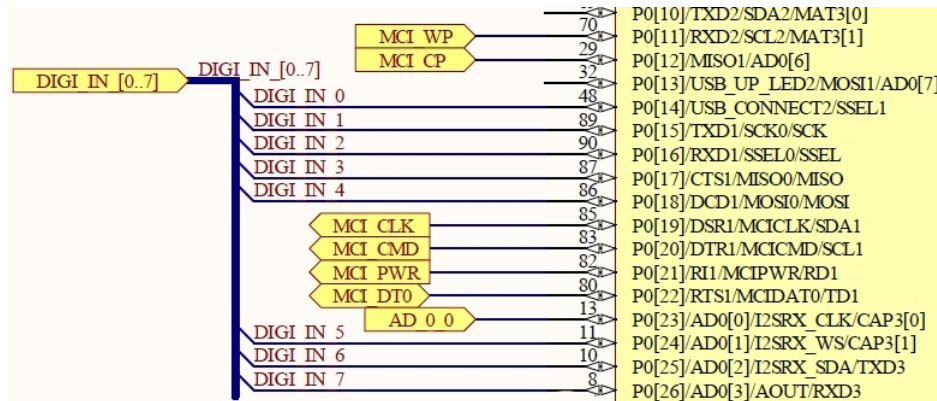 P0[10]/TXD2/SDA2/MAT3[0]
MCI_WP 70 P0[11]/RXD2/SCL2/MAT3[1]
MCI_CP 29 P0[12]/MISO1/AD0[6]
DIGI_IN_[0..7] DIGI_IN_[0..7] 32 P0[13]/USB_UP_LED2/MOSI1/AD0[7]
DIGI_IN_0 48 P0[14]/USB_CONNECT2/SSEL1
DIGI_IN_1 89 P0[15]/TXD1/SCK0/SCK
DIGI_IN_2 90 P0[16]/RXD1/SSEL0/SSEL
DIGI_IN_3 87 P0[17]/CTS1/MISO0/MISO
DIGI_IN_4 86 P0[18]/DCD1/MOSI0/MOSI
MCI_CLK 85 P0[19]/DSR1/MCICLK/SDA1
MCI_CMD 83 P0[20]/DTR1/MCICMD/SCL1
MCI_PWR 82 P0[21]/RI1/MCIPWR/RD1
MCI_DT0 80 P0[22]/RTS1/MCIDAT0/TD1
AD_0_0 13 P0[23]/AD0[0]/I2SRX_CLK/CAP3[0]
DIGI_IN_5 11 P0[24]/AD0[1]/I2SRX_WS/CAP3[1]
DIGI_IN_6 10 P0[25]/AD0[2]/I2SRX_SDA/TXD3
DIGI_IN_7 8 P0[26]/AD0[3]/AOUT/RXD3